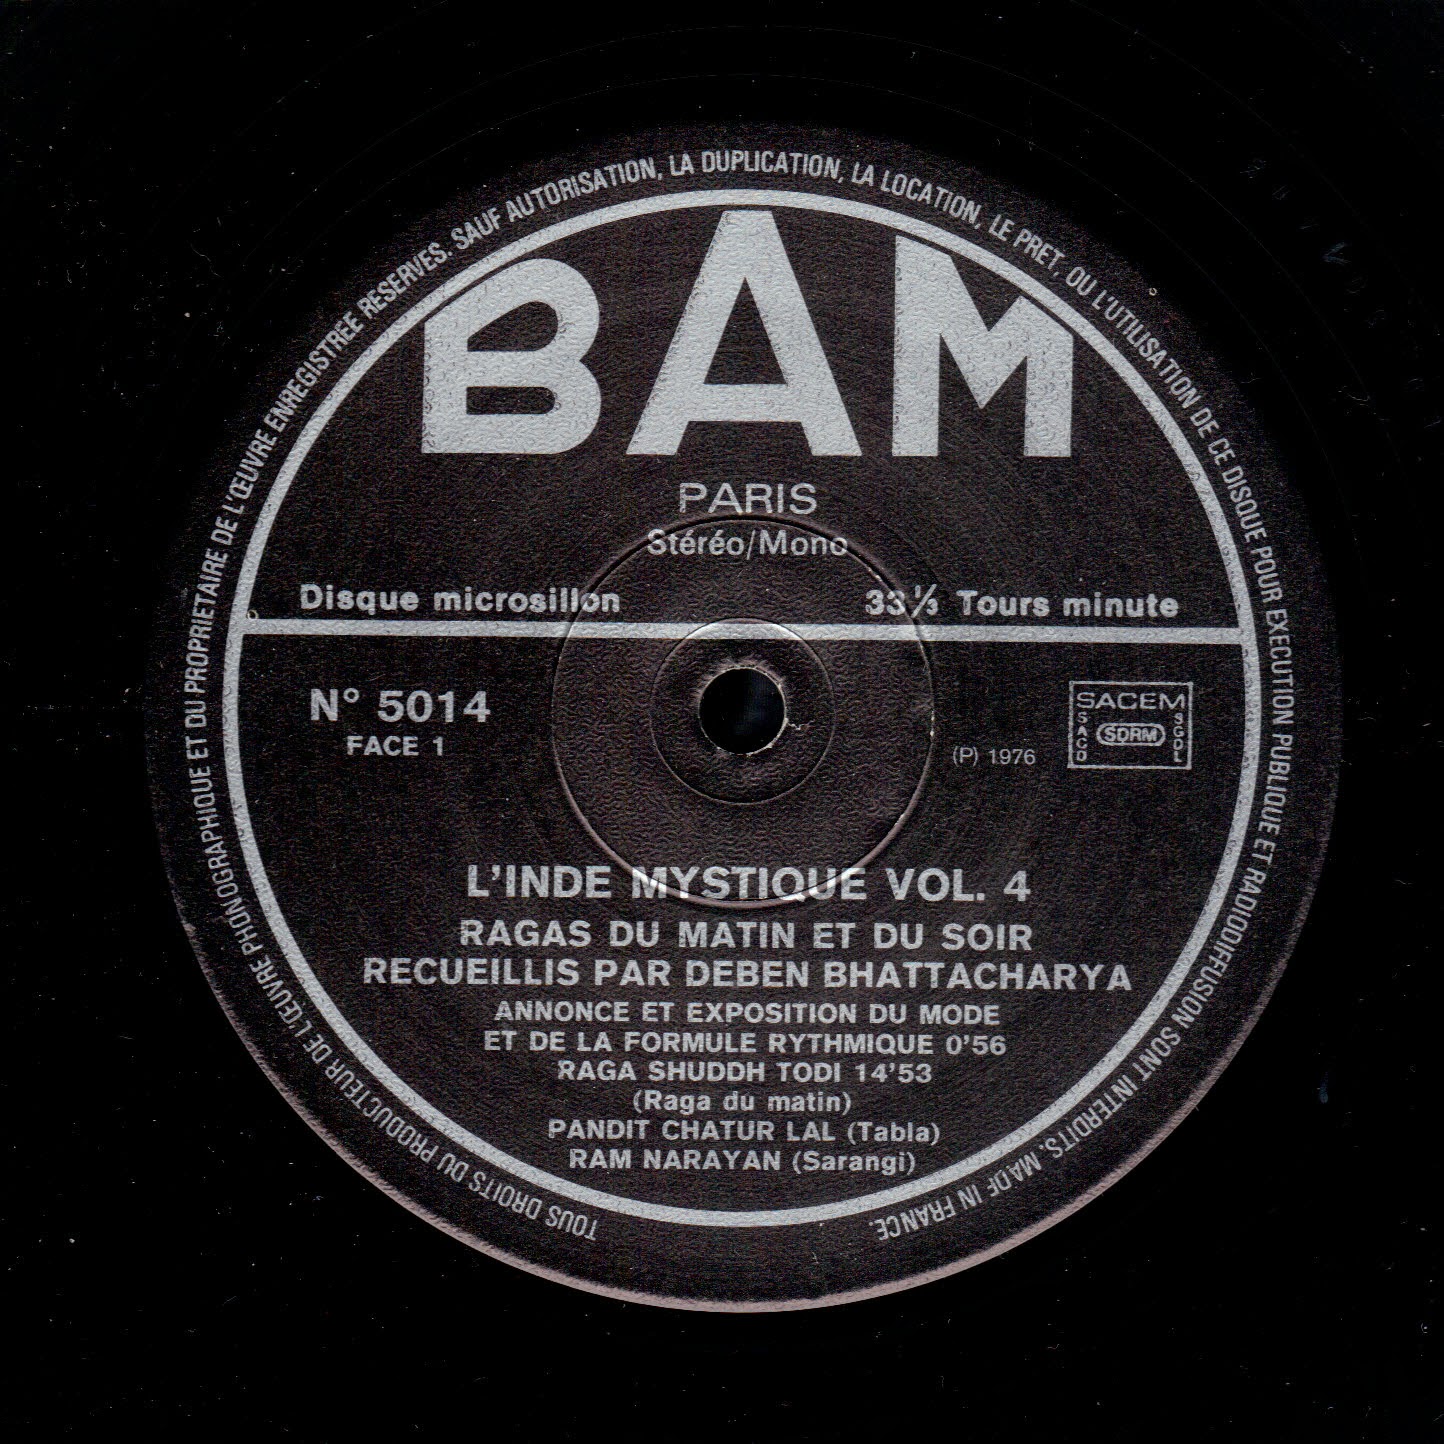 TOUS DROITS DU PRODUCTEUR DE L'ŒUVRE PHONOGRAPHIQUE ET DU PROPRIETAIRE DE L'ŒUVRE ENREGISTREE RESERVES. SAUF AUTORISATION, LA DUPLICATION, LA LOCATION, LE PRET, OU L'UTILISATION DE CE DISQUE POUR EXECUTION PUBLIQUE ET RADIODIFFUSION SONT INTERDITS. MADE IN FRANCE.
BAM
PARIS
Stéréo/Mono
Disque microsillon 33⅓ Tours minute
N° 5014
FACE 1
(P) 1976
SACEM
SACD SDRM SGDL
L'INDE MYSTIQUE VOL. 4
RAGAS DU MATIN ET DU SOIR
RECUEILLIS PAR DEBEN BHATTACHARYA
ANNONCE ET EXPOSITION DU MODE
ET DE LA FORMULE RYTHMIQUE 0'56
RAGA SHUDDH TODI 14'53
(Raga du matin)
PANDIT CHATUR LAL (Tabla)
RAM NARAYAN (Sarangi)